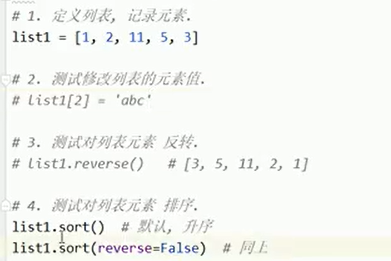 # 1. 定义列表, 记录元素.
list1 = [1, 2, 11, 5, 3]
# 2. 测试修改列表的元素值.
# list1[2] = 'abc'
# 3. 测试对列表元素 反转.
# list1.reverse()   # [3, 5, 11, 2, 1]
# 4. 测试对列表元素 排序.
list1.sort()  # 默认, 升序
list1.sort(reverse=False)  # 同上